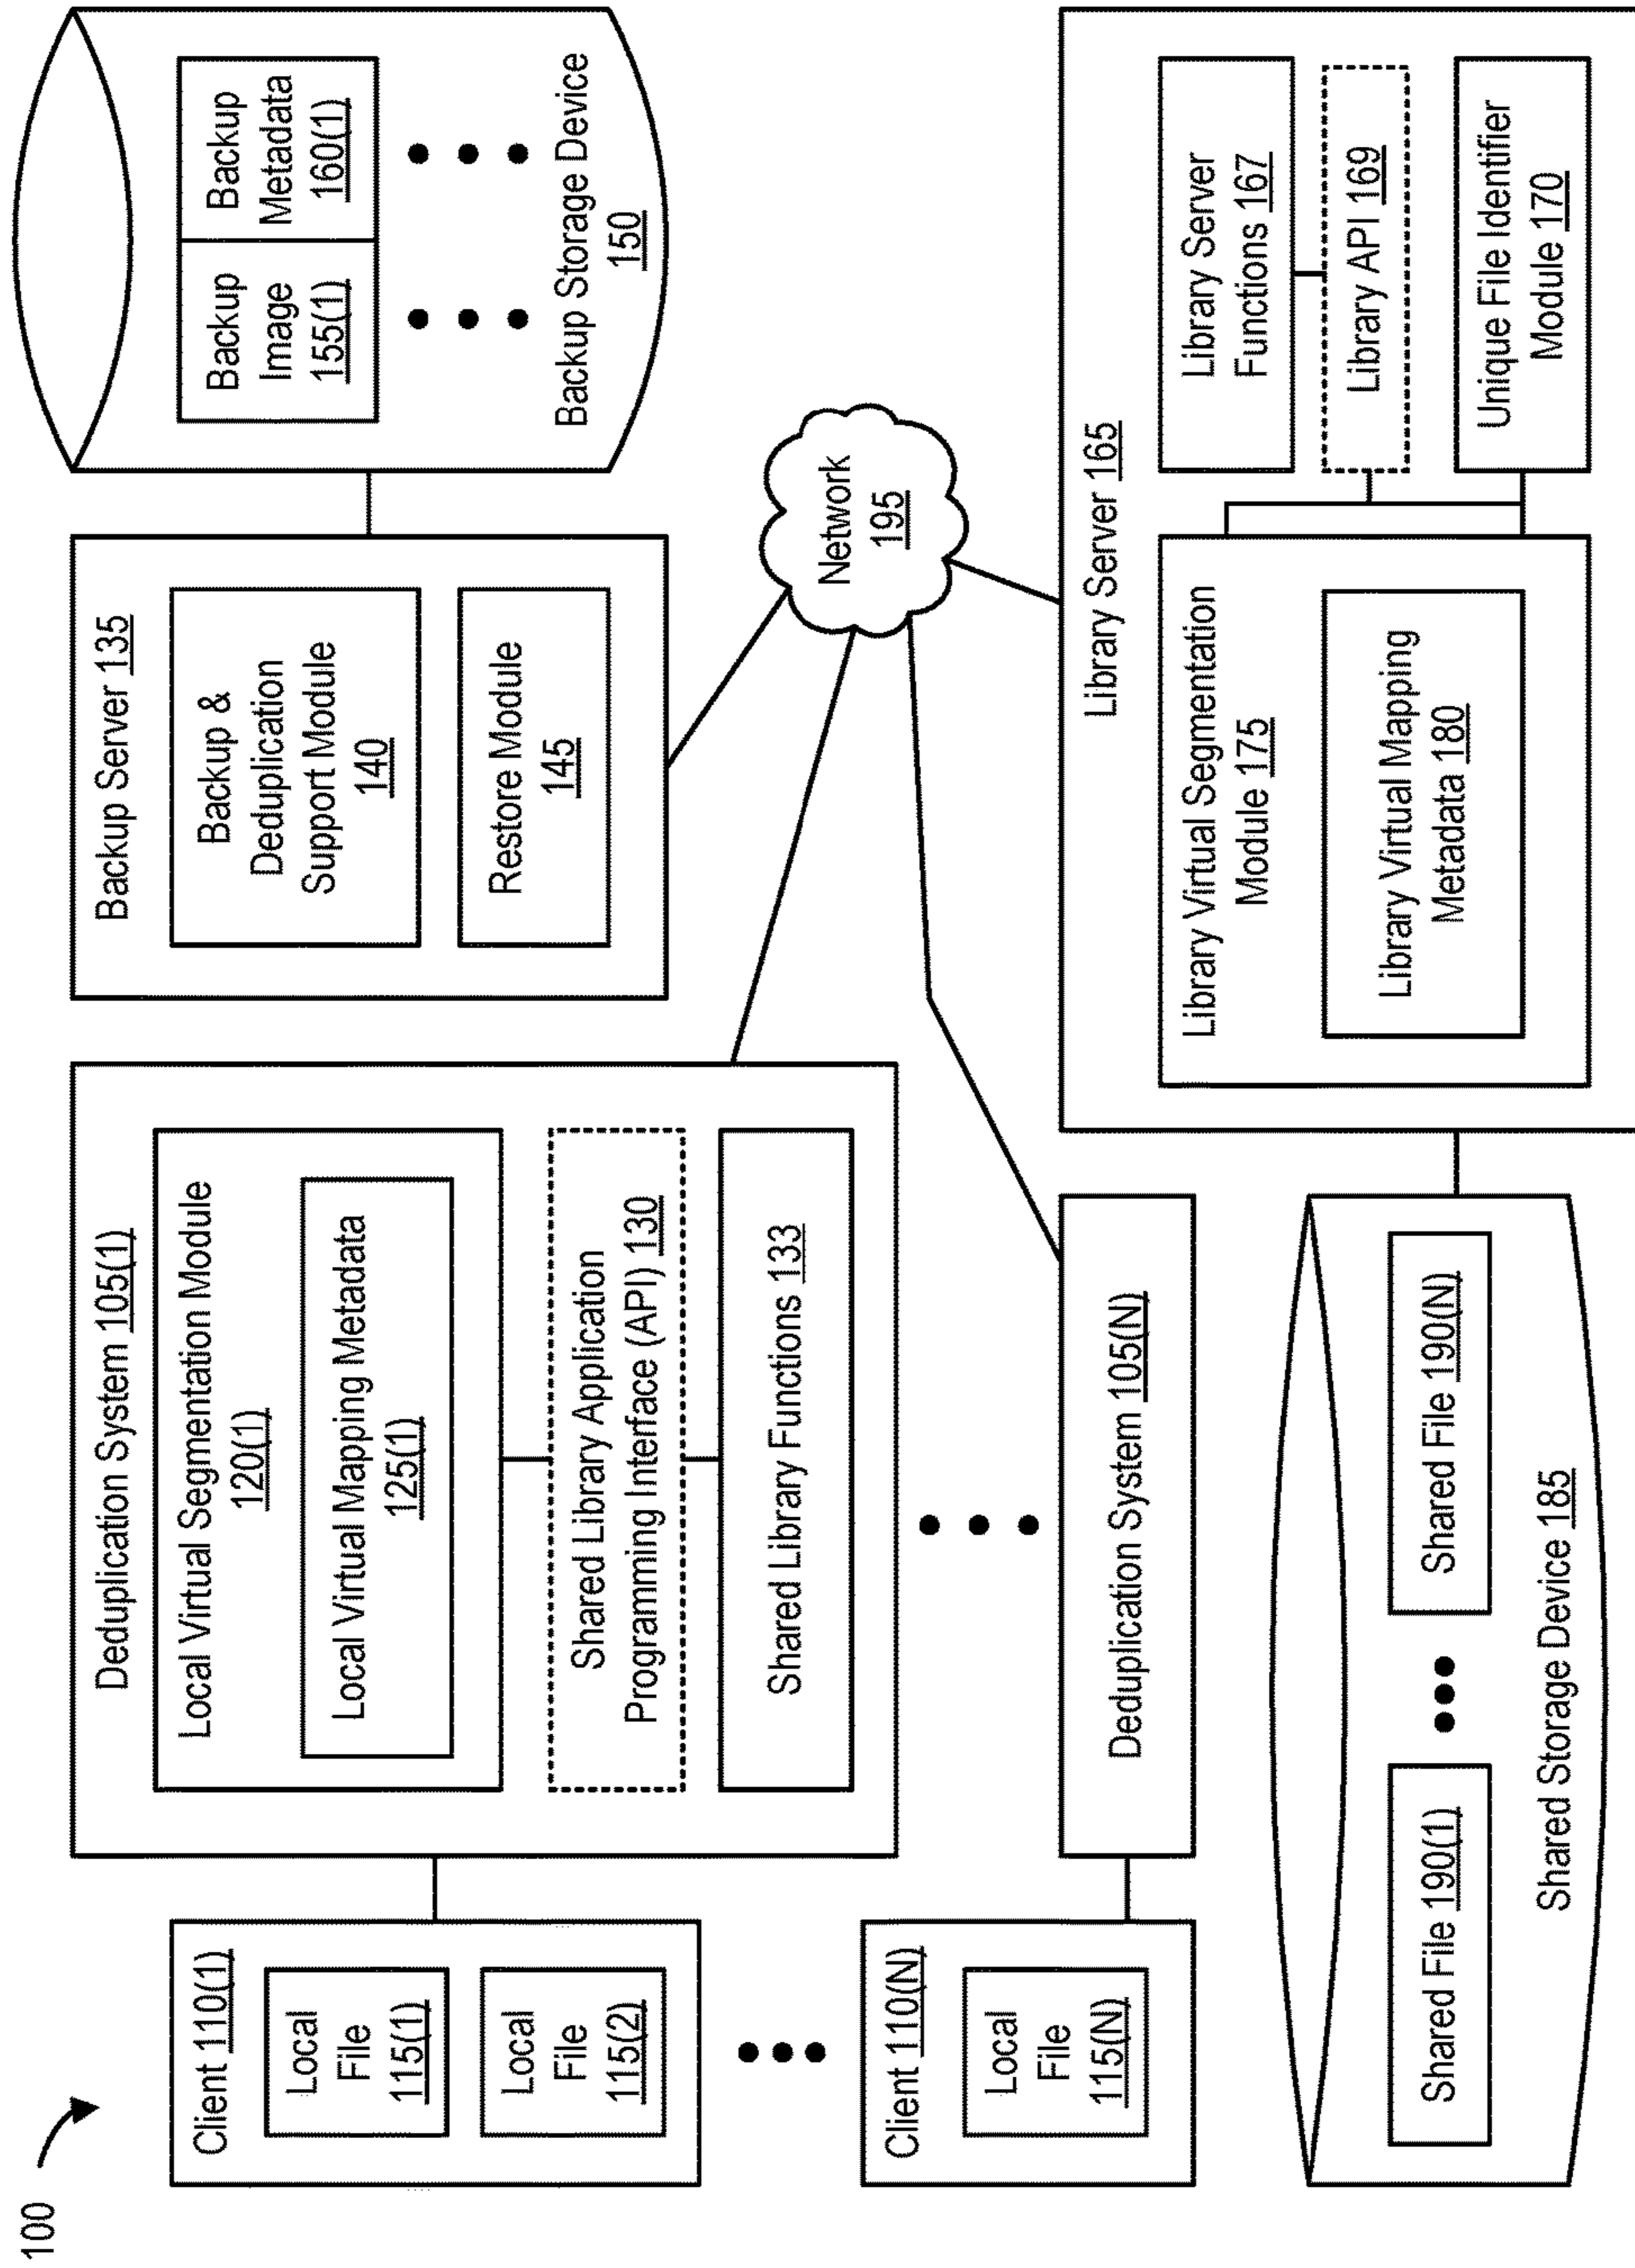 100
Client 110(1)
Local
File
115(1)
Local
File
115(2)
Client 110(N)
Local
File
115(N)
Deduplication System 105(1)
Local Virtual Segmentation Module
120(1)
Local Virtual Mapping Metadata
125(1)
Shared Library Application
Programming Interface (API) 130
Shared Library Functions 133
Deduplication System 105(N)
Backup Server 135
Backup &
Deduplication
Support Module
140
Restore Module
145
Backup
Image
155(1)
Backup
Metadata
160(1)
Backup Storage Device
150
Network
195
Shared File 190(1)
Shared File 190(N)
Shared Storage Device 185
Library Server 165
Library Virtual Segmentation
Module 175
Library Virtual Mapping
Metadata 180
Library Server
Functions 167
Library API 169
Unique File Identifier
Module 170